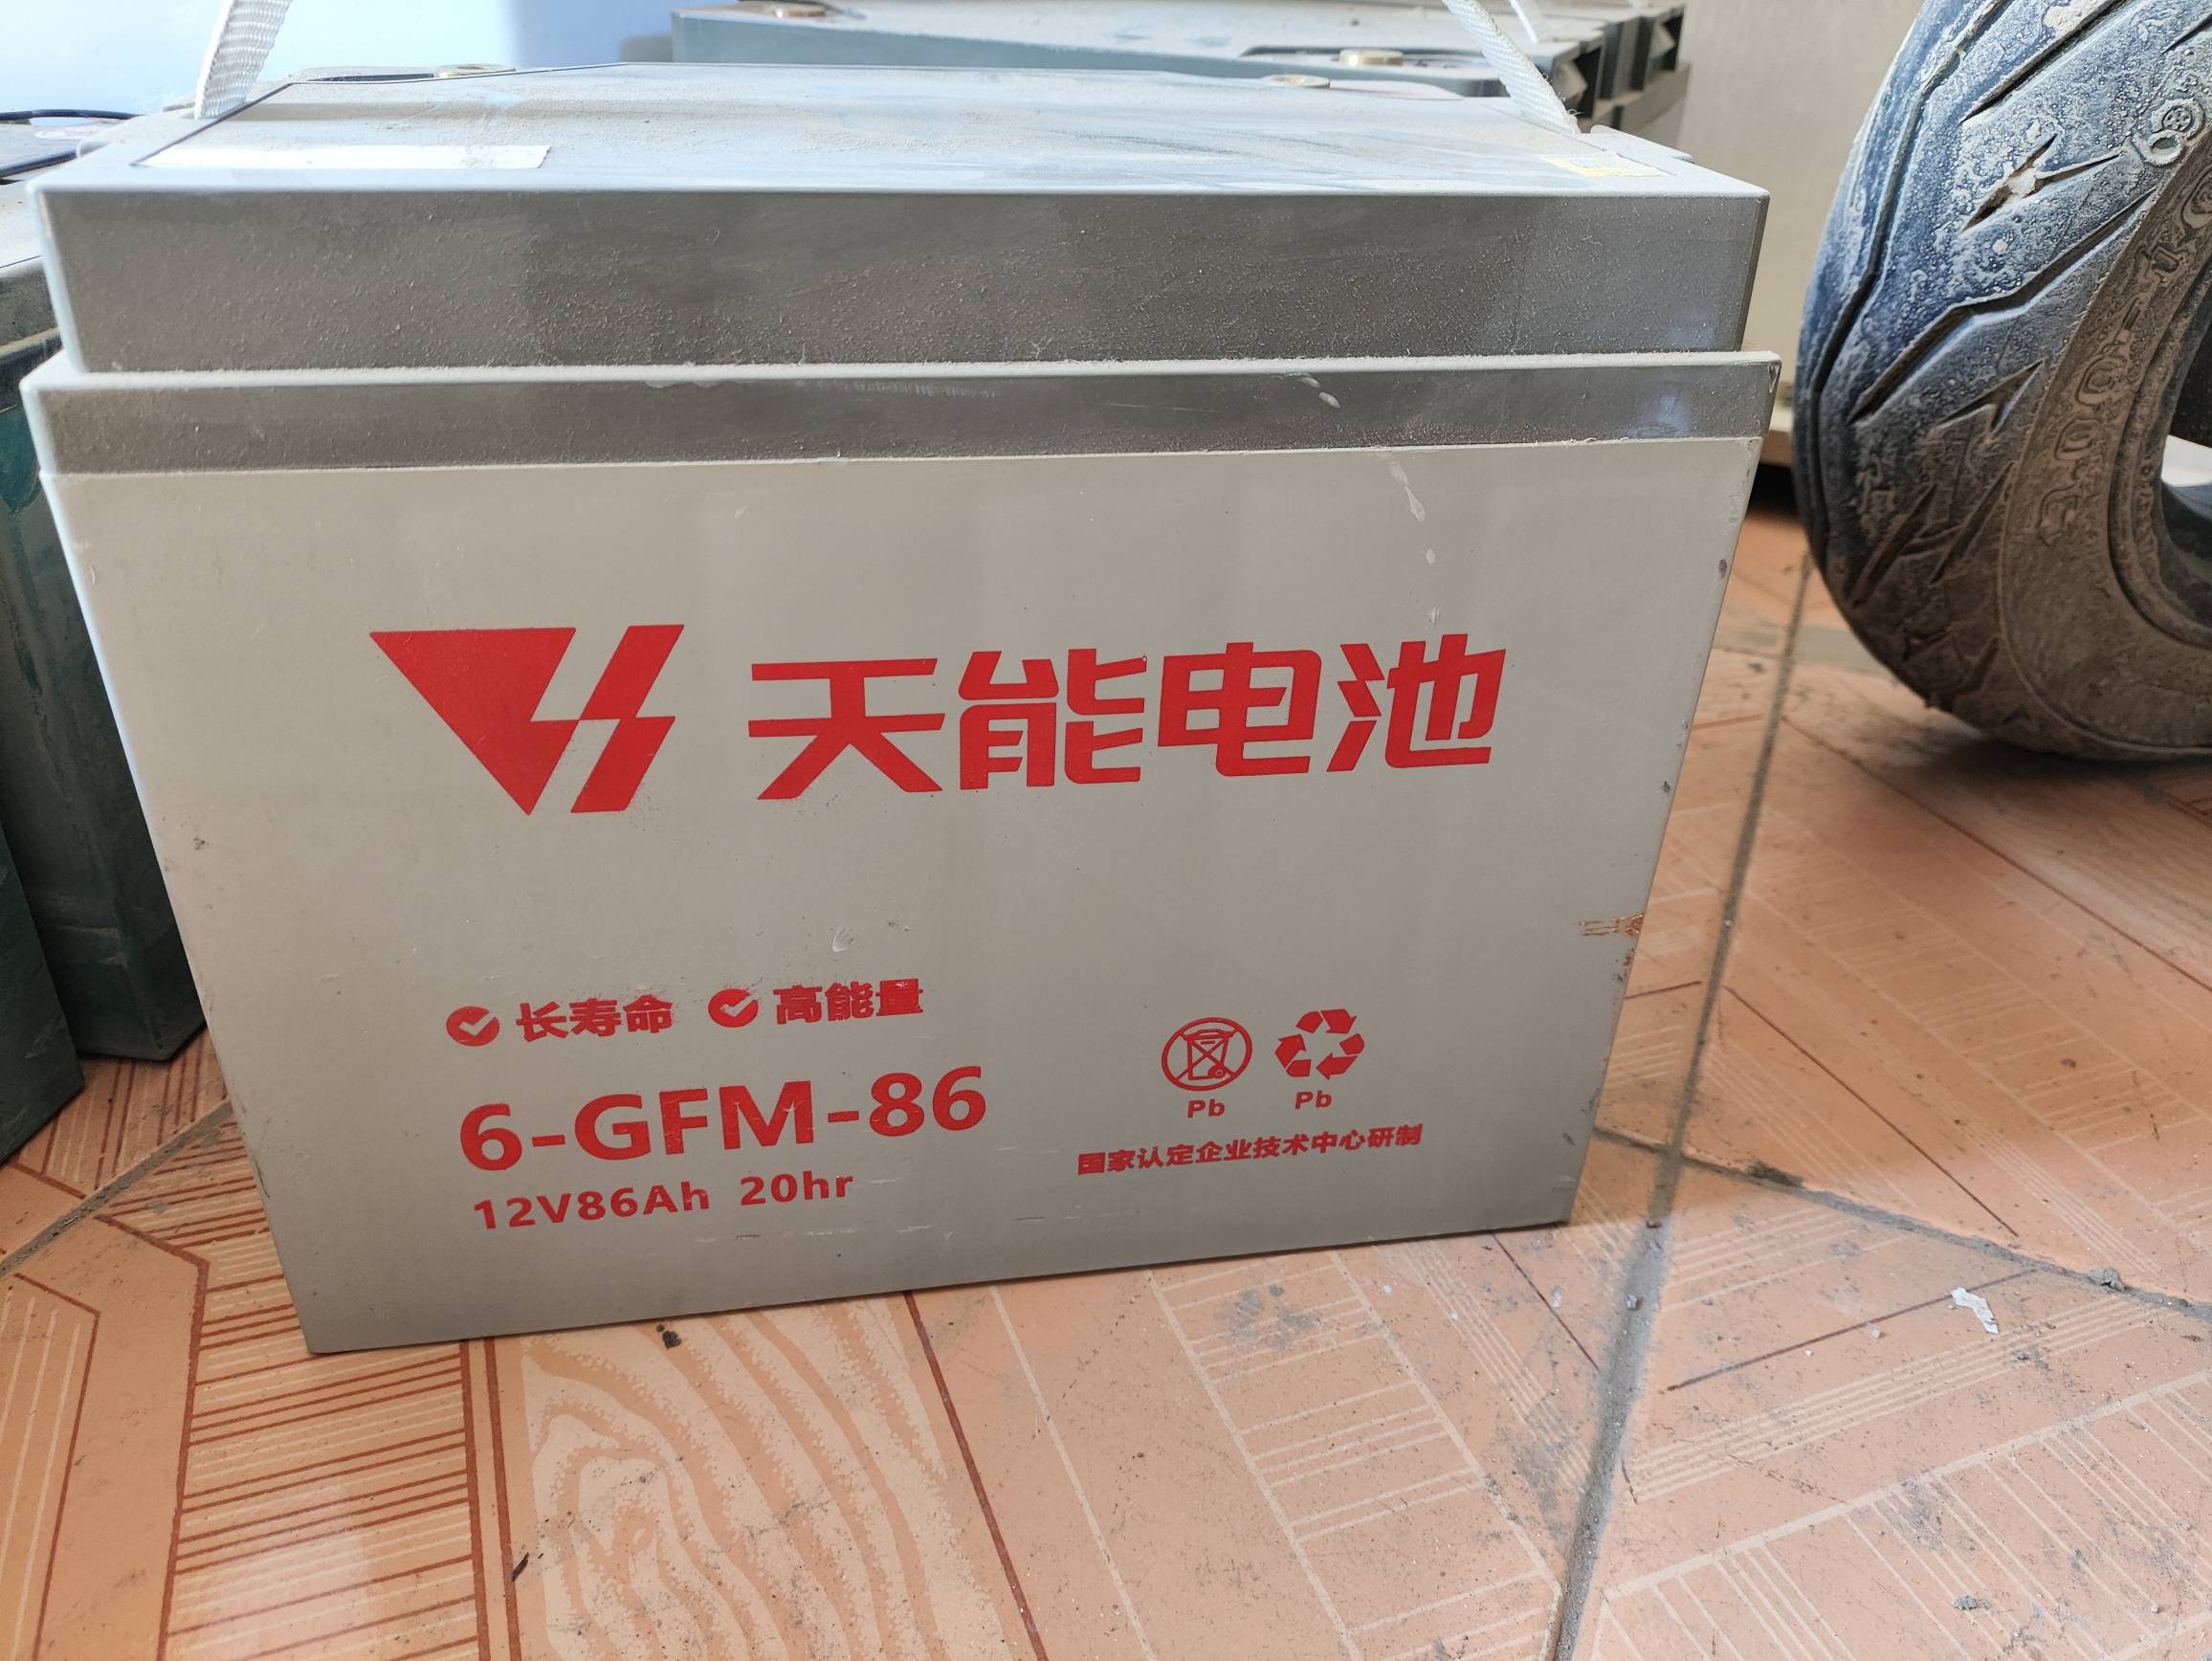 天能电池
长寿命 高能量
6-GFM-86
12V86Ah 20hr
Pb Pb
国家认定企业技术中心研制